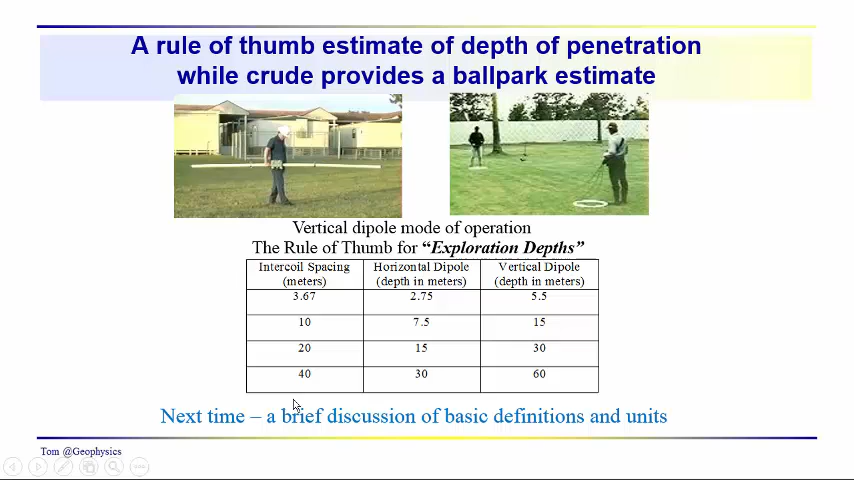 A rule of thumb estimate of depth of penetration
while crude provides a ballpark estimate
Vertical dipole mode of operation
The Rule of Thumb for “Exploration Depths”
Intercoil Spacing (meters) Horizontal Dipole (depth in meters) Vertical Dipole (depth in meters)
3.67 2.75 5.5
10 7.5 15
20 15 30
40 30 60
Next time – a brief discussion of basic definitions and units
Tom @Geophysics